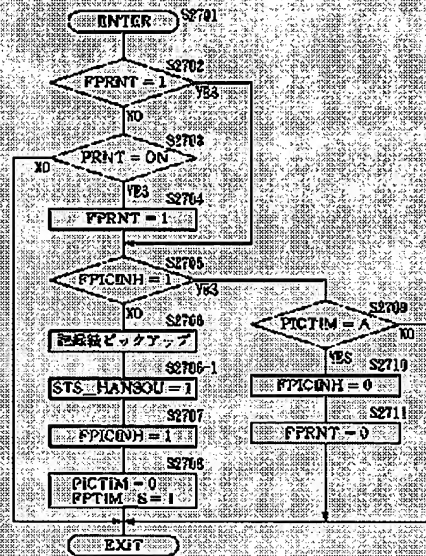 ENTER S2701
S2702
FPRNT = 1
YES
NO
S2703
PRNT = ON
NO
YES
S2704
FPRNT = 1
S2705
FPICINH = 1
YES
NO
S2706
記録紙ピックアップ
S2706-1
STS_HANSOU = 1
S2707
FPICINH = 1
S2708
PICTIM = 0
FPTIM_S = 1
S2709
PICTIM = A
NO
YES
S2710
FPICINH = 0
S2711
FPRNT = 0
EXIT